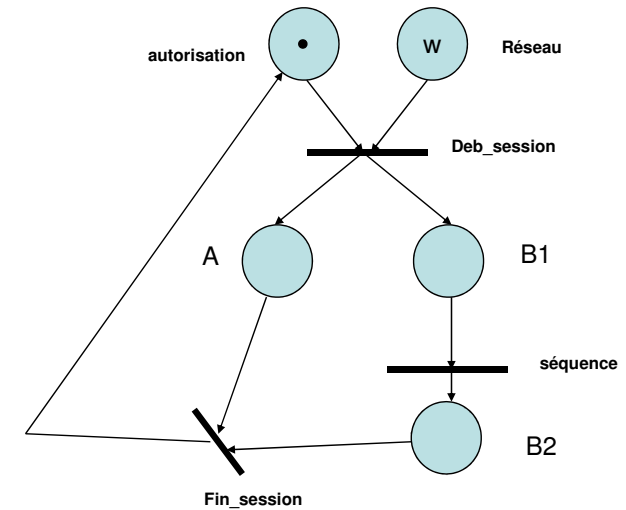 autorisation
w
Réseau
Deb_session
A
B1
séquence
B2
Fin_session